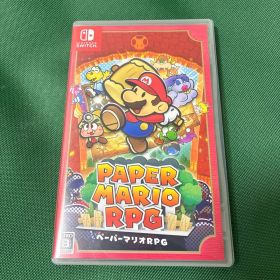 NINTENDO
SWITCH
PAPER
MARIO
RPG
ペーパーマリオRPG